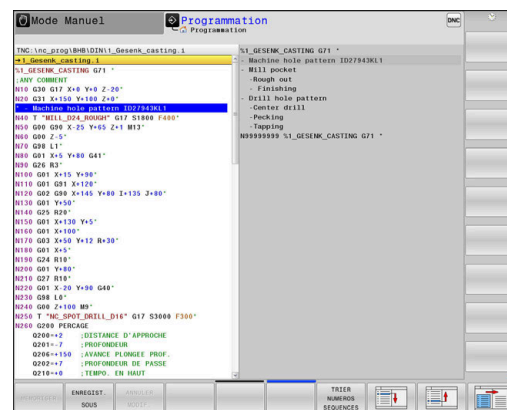 Mode Manuel
Programmation
Programmation
DNC
TNC:\nc_prog\BHB\DIN\1_Gesenk_casting.i
→1_Gesenk_casting.i
%1_GESENK_CASTING G71 *
;ANY COMMENT
N10 G30 G17 X+0 Y+0 Z-20*
N20 G31 X+150 Y+100 Z+0*
* - Machine hole pattern ID27943KL1
N40 T "MILL_D24_ROUGH" G17 S1800 F400*
N50 G00 G90 X-25 Y+65 Z+1 M13*
N60 G00 Z-5*
N70 G98 L1*
N80 G01 X+5 Y+80 G41*
N90 G26 R3*
N100 G01 X+15 Y+90*
N110 G01 G91 X+120*
N120 G02 G90 X+145 Y+80 I+135 J+80*
N130 G01 Y+50*
N140 G25 R20*
N150 G01 X+130 Y+5*
N160 G01 X+100*
N170 G03 X+50 Y+12 R+30*
N180 G01 X+5*
N190 G24 R10*
N200 G01 Y+80*
N210 G27 R10*
N220 G01 X-20 Y+90 G40*
N230 G98 L0*
N240 G00 Z+100 M9*
N250 T "NC_SPOT_DRILL_D16" G17 S3000 F300*
N260 G200 PERCAGE
Q200=+2 ;DISTANCE D'APPROCHE
Q201=-7 ;PROFONDEUR
Q206=+150 ;AVANCE PLONGEE PROF.
Q202=+7 ;PROFONDEUR DE PASSE
Q210=+0 ;TEMPO. EN HAUT
%1_GESENK_CASTING G71 *
- Machine hole pattern ID27943KL1
- Mill pocket
-Rough out
- Finishing
- Drill hole pattern
-Center drill
-Pecking
-Tapping
N99999999 %1_GESENK_CASTING G71 *
ENREGIST.
SOUS
ANNULER
MODIF.
TRIER
NUMEROS
SEQUENCES